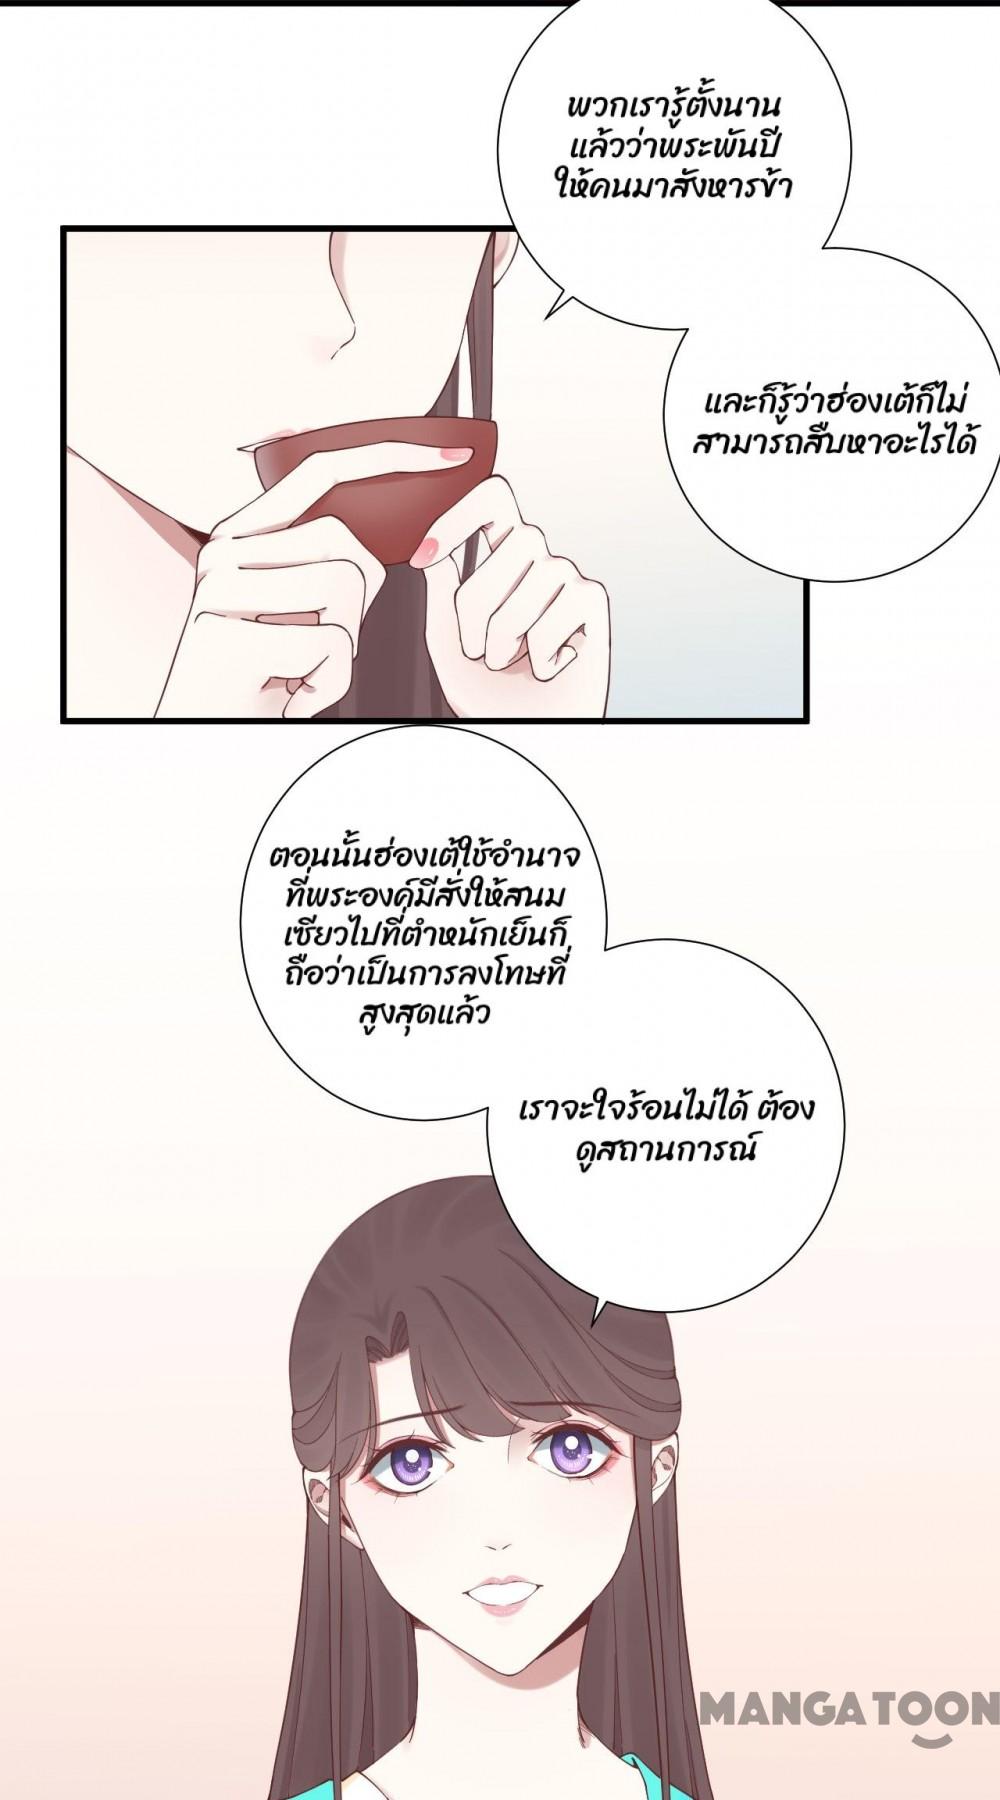 พวกเรารู้ตั้งนาน
แล้วว่าพระพันปี
ให้คนมาสังหารข้า
และก็รู้ว่าฮ่องเต้ก็ไม่
สามารถสืบหาอะไรได้
ตอนนั้นฮ่องเต้ใช้อำนาจ
ที่พระองค์มีสั่งให้สนม
เซียวไปที่ตำหนักเย็นก็
ถือว่าเป็นการลงโทษที่
สูงสุดแล้ว
เราจะใจร้อนไม่ได้ ต้อง
ดูสถานการณ์
MANGATOON